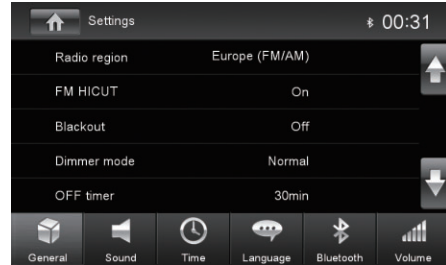 Settings 00:31
Radio region Europe (FM/AM)
FM HICUT On
Blackout Off
Dimmer mode Normal
OFF timer 30min
General Sound Time Language Bluetooth Volume